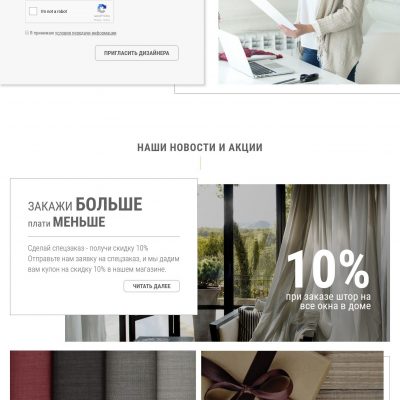 I'm not a robot
Я принимаю условия передачи информации
ПРИГЛАСИТЬ ДИЗАЙНЕРА
НАШИ НОВОСТИ И АКЦИИ
ЗАКАЖИ БОЛЬШЕ
плати МЕНЬШЕ
Сделай спецзаказ - получи скидку 10%
Отправьте нам заявку на спецзаказ, и мы дадим
вам купон на скидку 10% в нашем магазине.
ЧИТАТЬ ДАЛЕЕ
10%
при заказе штор на
все окна в доме